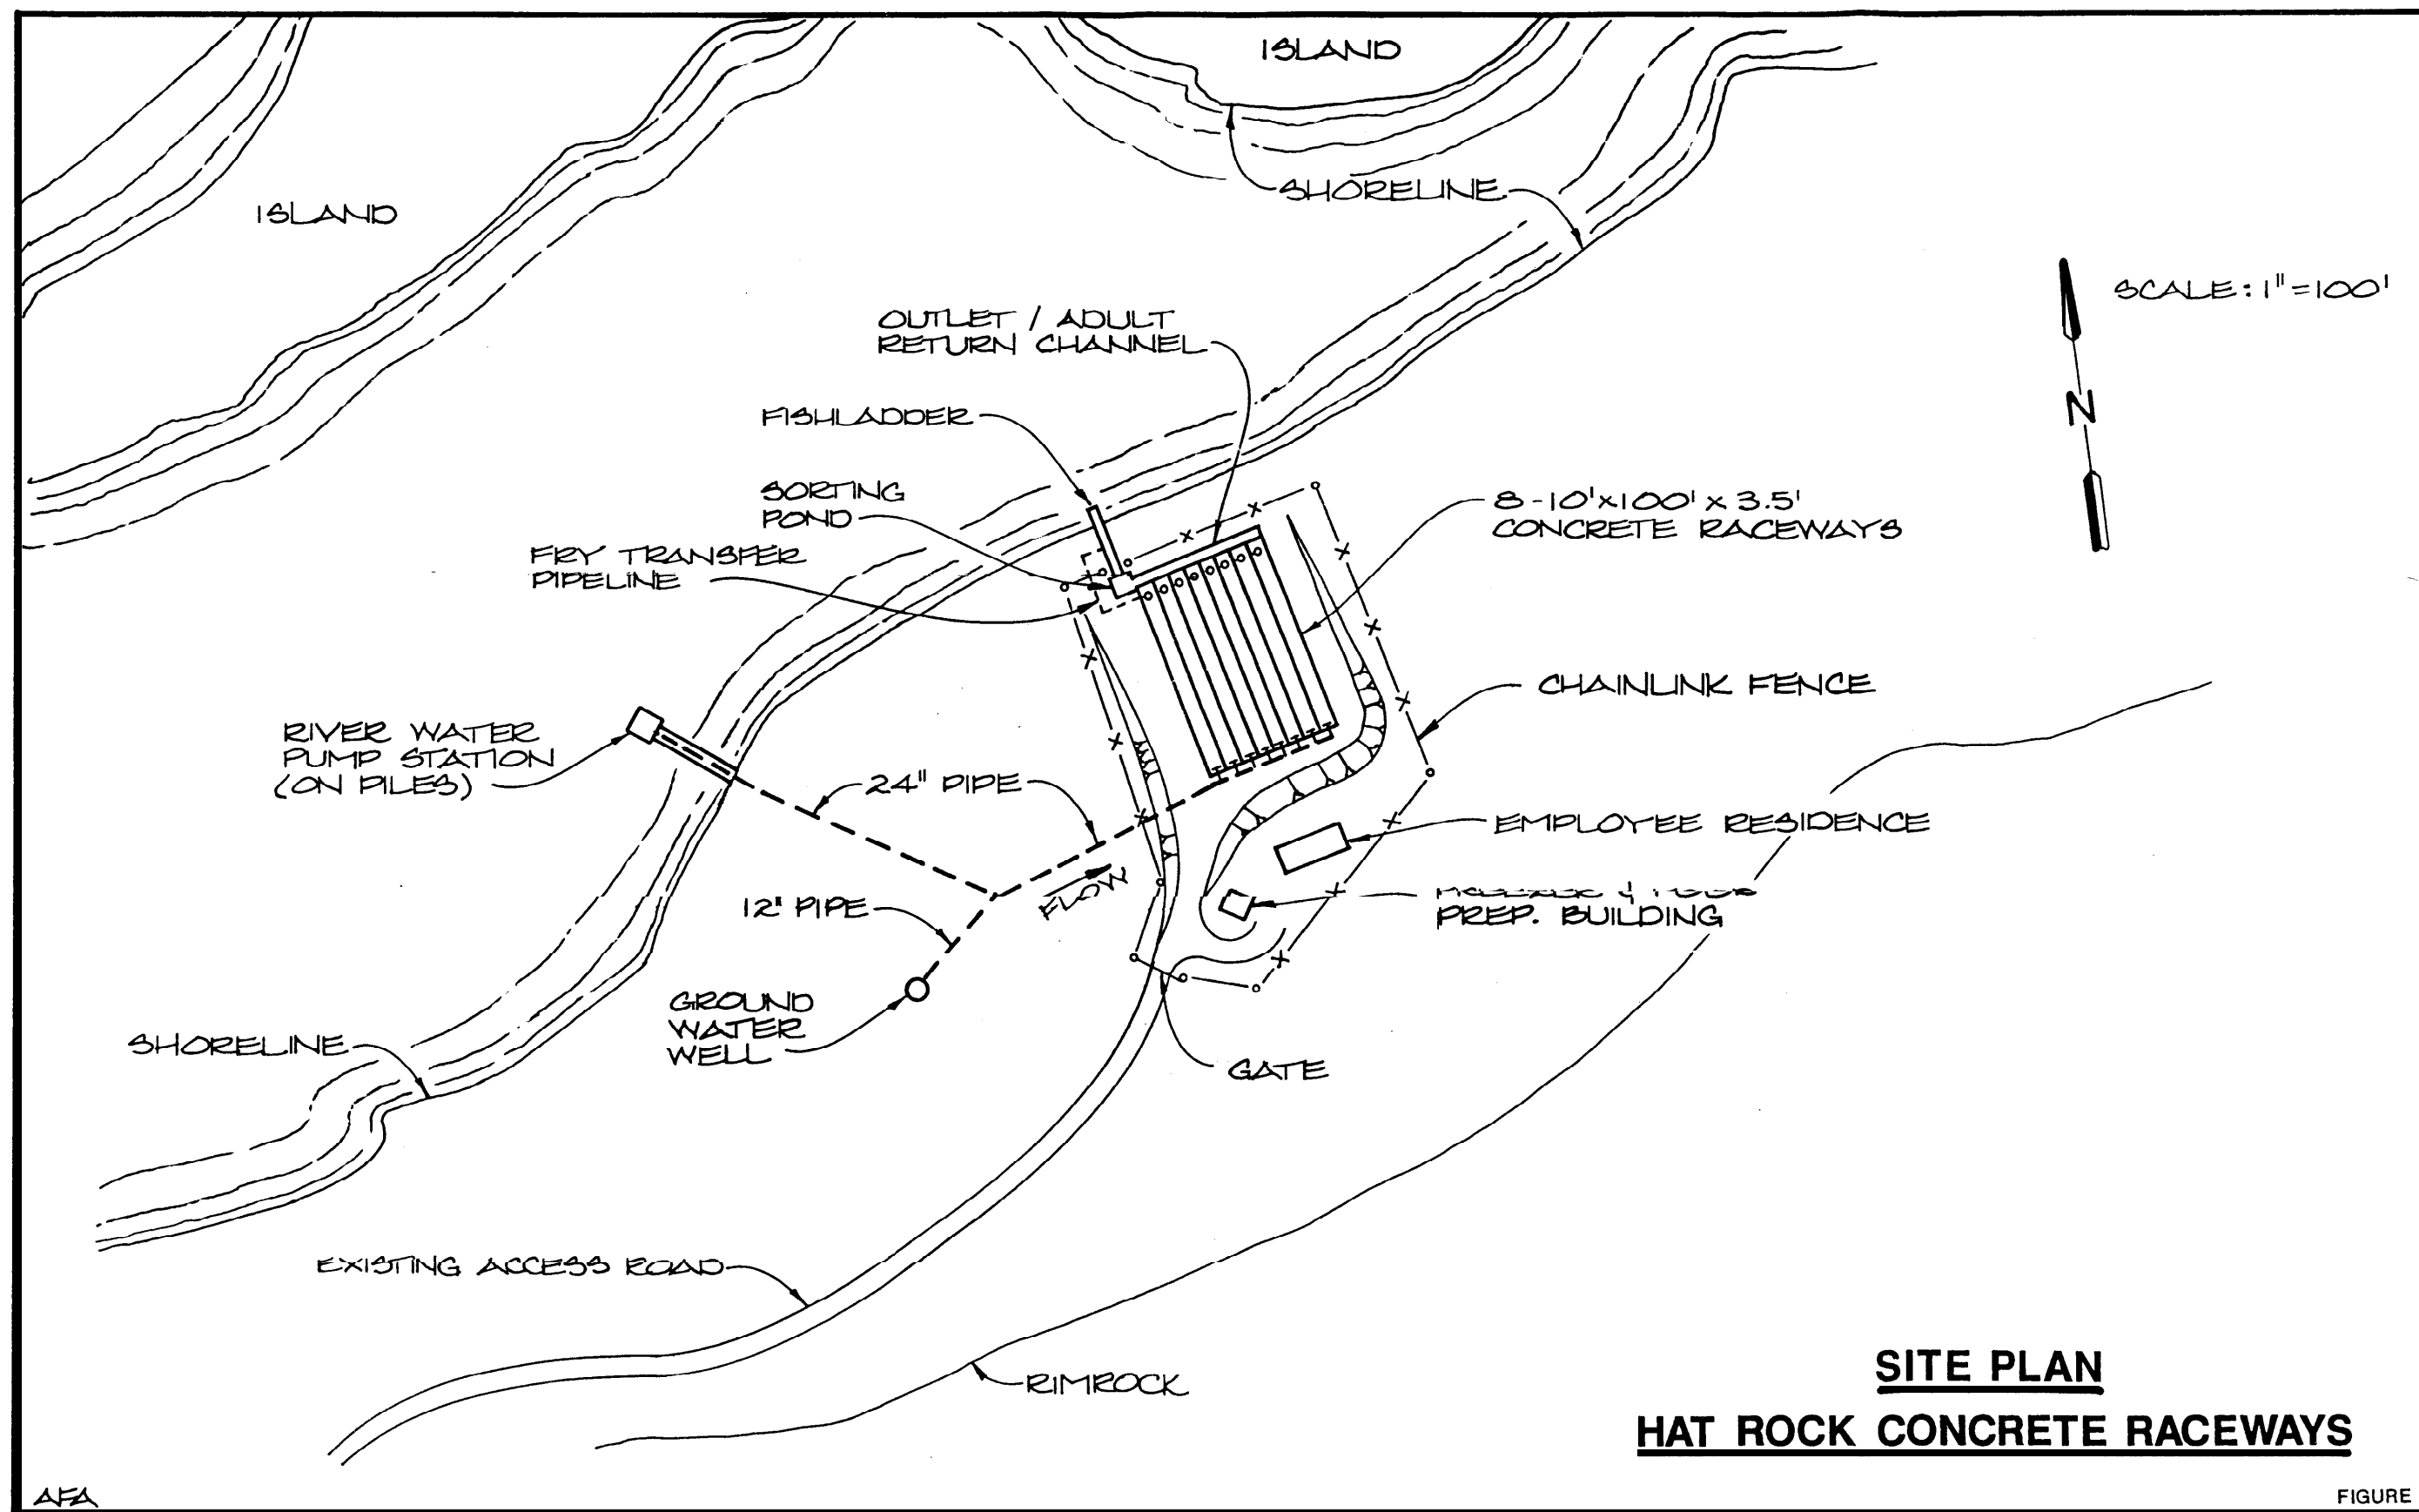 ISLAND
ISLAND
SHORELINE
SCALE: 1"=100'
N
OUTLET / ADULT
RETURN CHANNEL
FISHLADDER
SORTING
POND
FRY TRANSFER
PIPELINE
8-10'x100'x3.5'
CONCRETE RACEWAYS
CHAINLINK FENCE
RIVER WATER
PUMP STATION
(ON PILES)
24" PIPE
EMPLOYEE RESIDENCE
12" PIPE
FLOW
PREP. BUILDING
GROUND
WATER
WELL
SHORELINE
GATE
EXISTING ACCESS ROAD
RIMROCK
SITE PLAN
HAT ROCK CONCRETE RACEWAYS
AFA
FIGURE